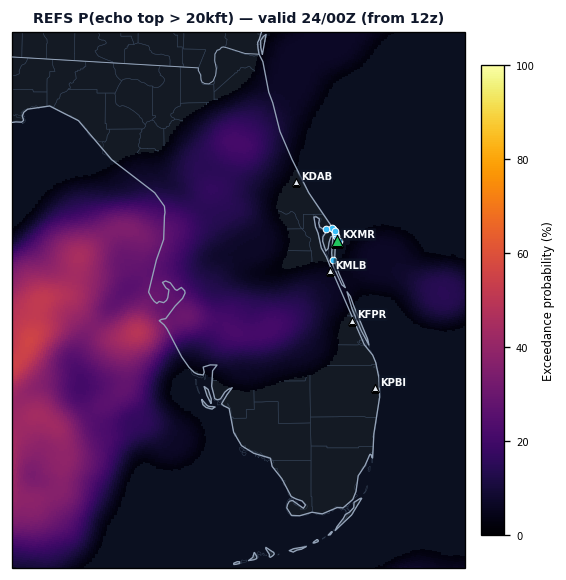 REFS P(echo top > 20kft) — valid 24/00Z (from 12z)
KDAB
KXMR
KMLB
KFPR
KPBI
100
80
60
40
20
0
Exceedance probability (%)